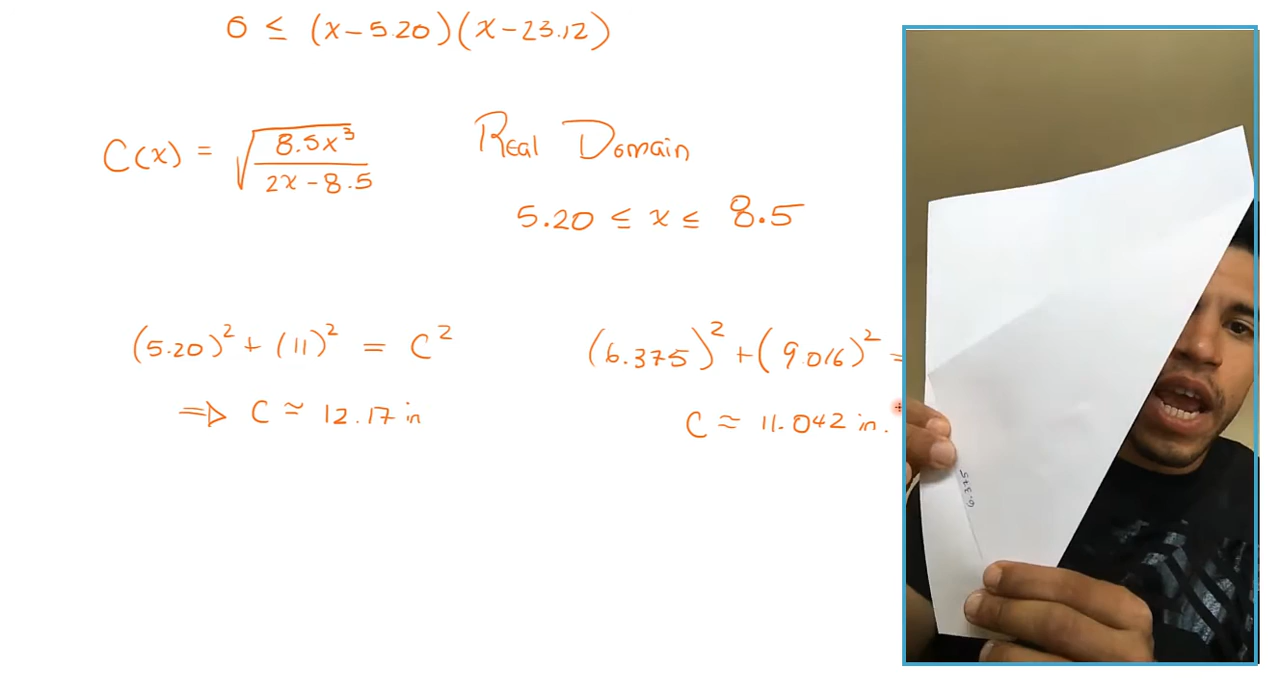 0 ≤ (x-5.20)(x-23.12)
C(x) = √(8.5x³/(2x-8.5))
Real Domain
5.20 ≤ x ≤ 8.5
(5.20)² + (11)² = C²
⇒ C ≈ 12.17 in
(6.375)² + (9.016)² =
C ≈ 11.042 in.
6.375